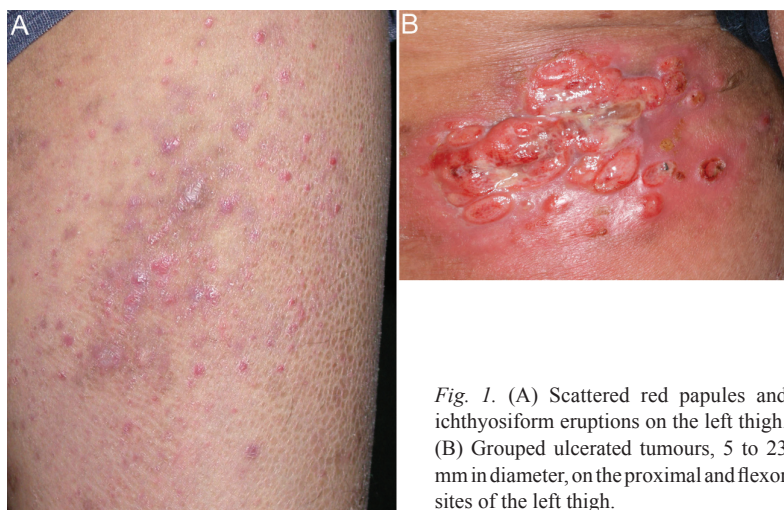 A
B
Fig. 1. (A) Scattered red papules and
ichthyosiform eruptions on the left thigh.
(B) Grouped ulcerated tumours, 5 to 23
mm in diameter, on the proximal and flexor
sites of the left thigh.